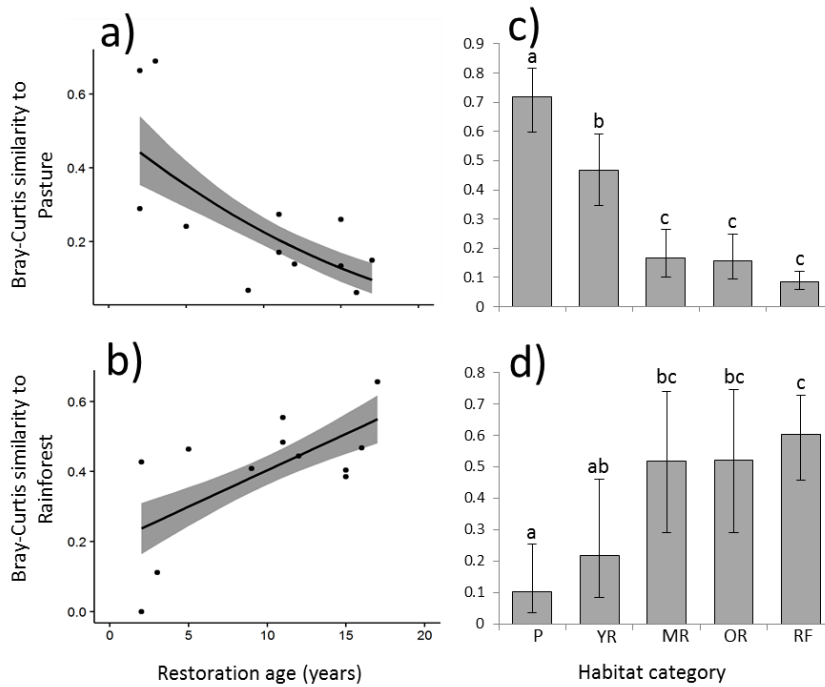 a)
Bray-Curtis similarity to
Pasture
0.6
0.4
0.2
c)
0.9
0.8
0.7
0.6
0.5
0.4
0.3
0.2
0.1
0
a
b
c
c
c
b)
Bray-Curtis similarity to
Rainforest
0.6
0.4
0.2
0.0
0 5 10 15 20
Restoration age (years)
d)
0.8
0.7
0.6
0.5
0.4
0.3
0.2
0.1
0
a
ab
bc
bc
c
P YR MR OR RF
Habitat category